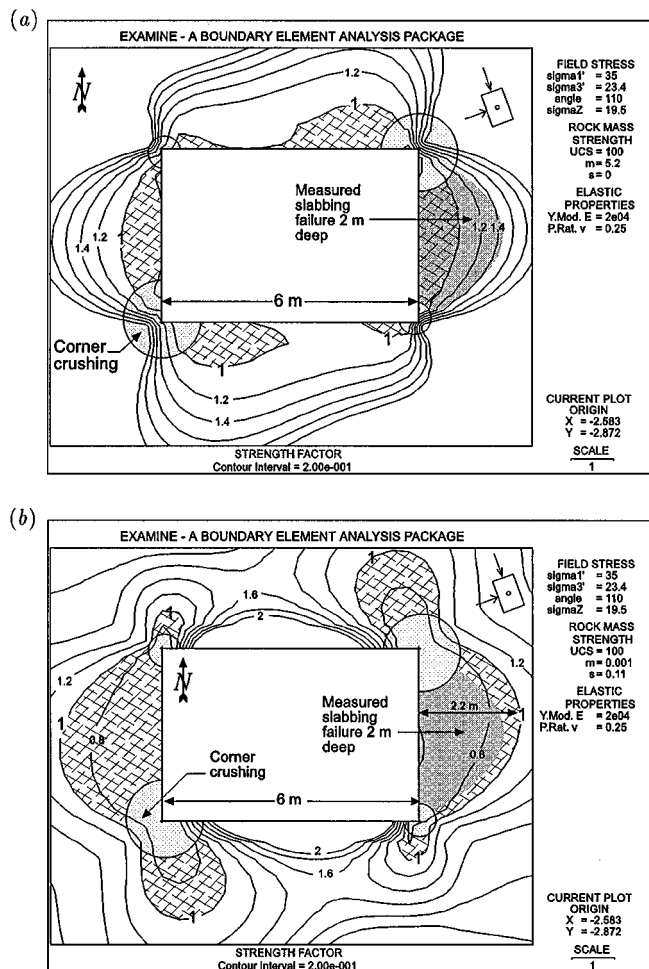 (a)
EXAMINE - A BOUNDARY ELEMENT ANALYSIS PACKAGE
N
1.2
1
FIELD STRESS
sigma1' = 35
sigma3' = 23.4
angle = 110
sigmaZ = 19.5
ROCK MASS
STRENGTH
UCS = 100
m = 5.2
s = 0
ELASTIC
PROPERTIES
Y.Mod. E = 2e04
P.Rat. v = 0.25
Measured
slabbing
failure 2 m
deep
1.2
1.4
1
1.2
1.4
6 m
Corner
crushing
1
1
1.2
1.4
CURRENT PLOT
ORIGIN
X = -2.583
Y = -2.872
SCALE
1
STRENGTH FACTOR
Contour Interval = 2.00e-001
(b)
EXAMINE - A BOUNDARY ELEMENT ANALYSIS PACKAGE
1
1.6
2
1
N
1.2
1.2
FIELD STRESS
sigma1' = 35
sigma3' = 23.4
angle = 110
sigmaZ = 19.5
ROCK MASS
STRENGTH
UCS = 100
m = 0.001
s = 0.11
ELASTIC
PROPERTIES
Y.Mod. E = 2e04
P.Rat. v = 0.25
Measured
slabbing
failure 2 m
deep
2.2 m
1
1
0.8
0.6
Corner
crushing
6 m
2
1.6
1
1
CURRENT PLOT
ORIGIN
X = -2.583
Y = -2.872
SCALE
1
STRENGTH FACTOR
Contour Interval = 2.00e-001